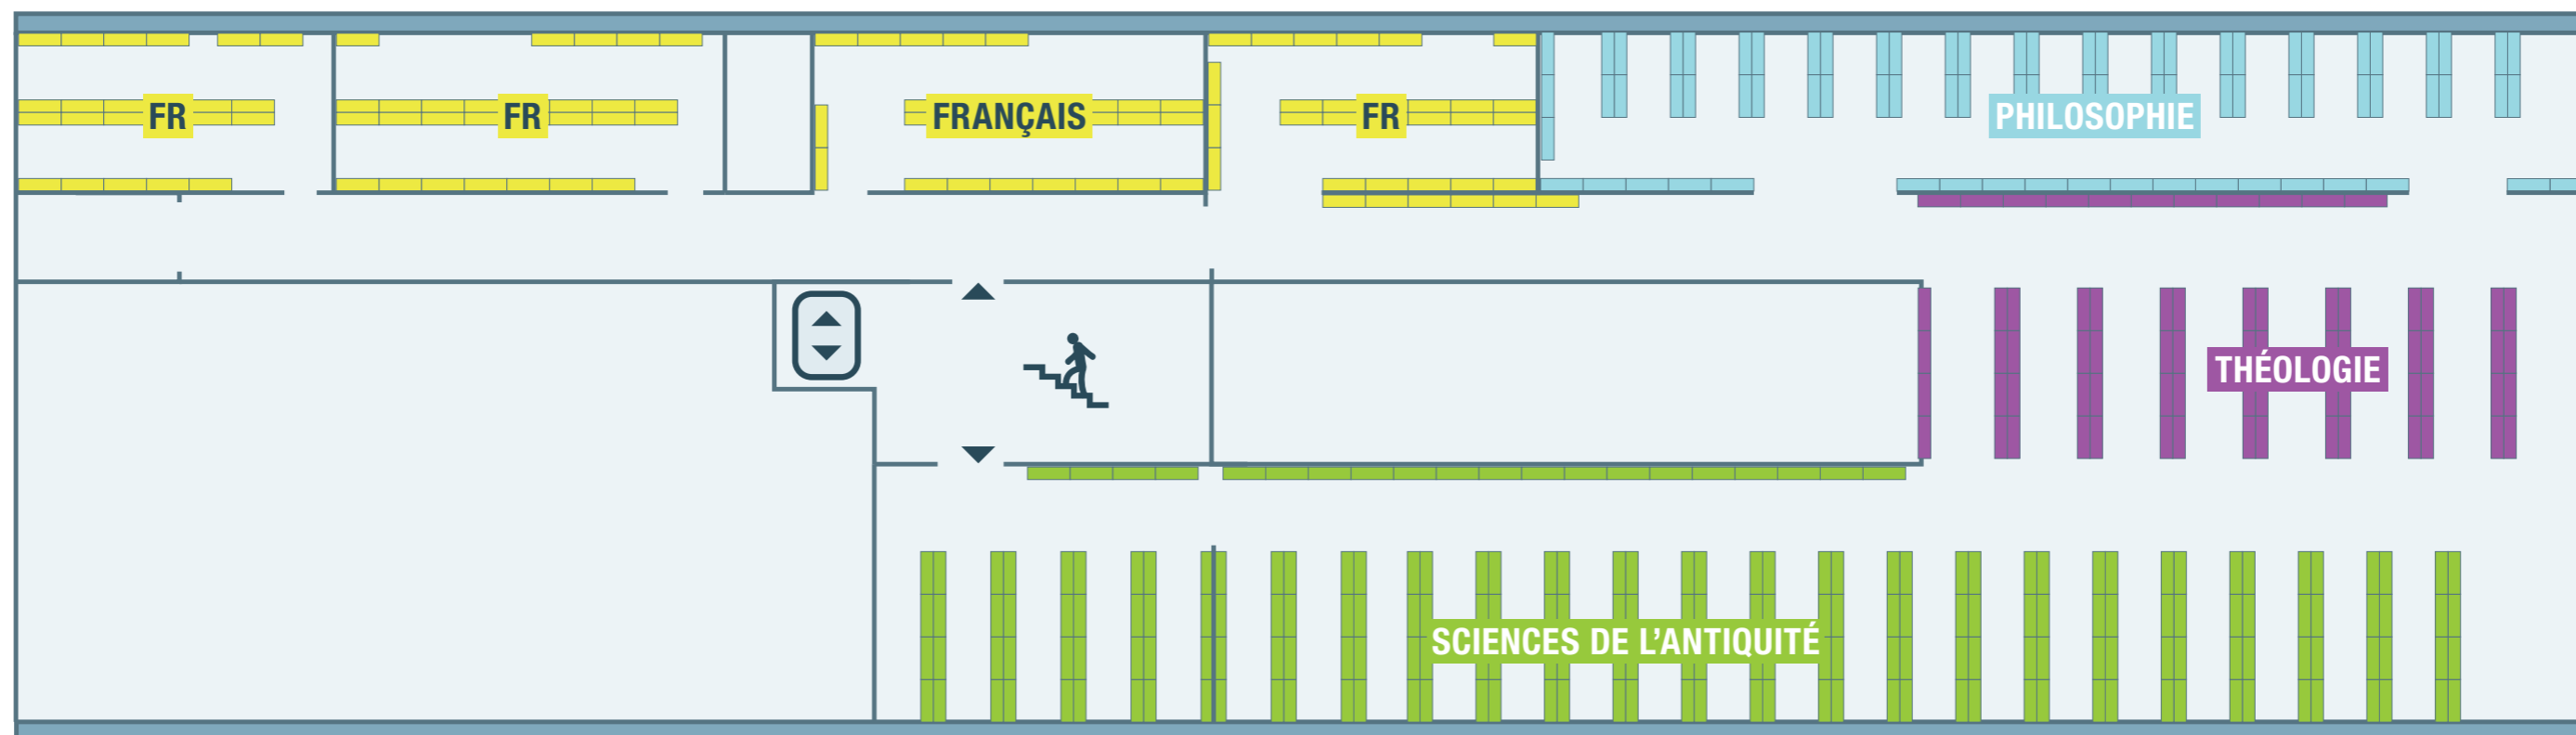 FR
FR
FRANÇAIS
FR
PHILOSOPHIE
THÉOLOGIE
SCIENCES DE L'ANTIQUITÉ